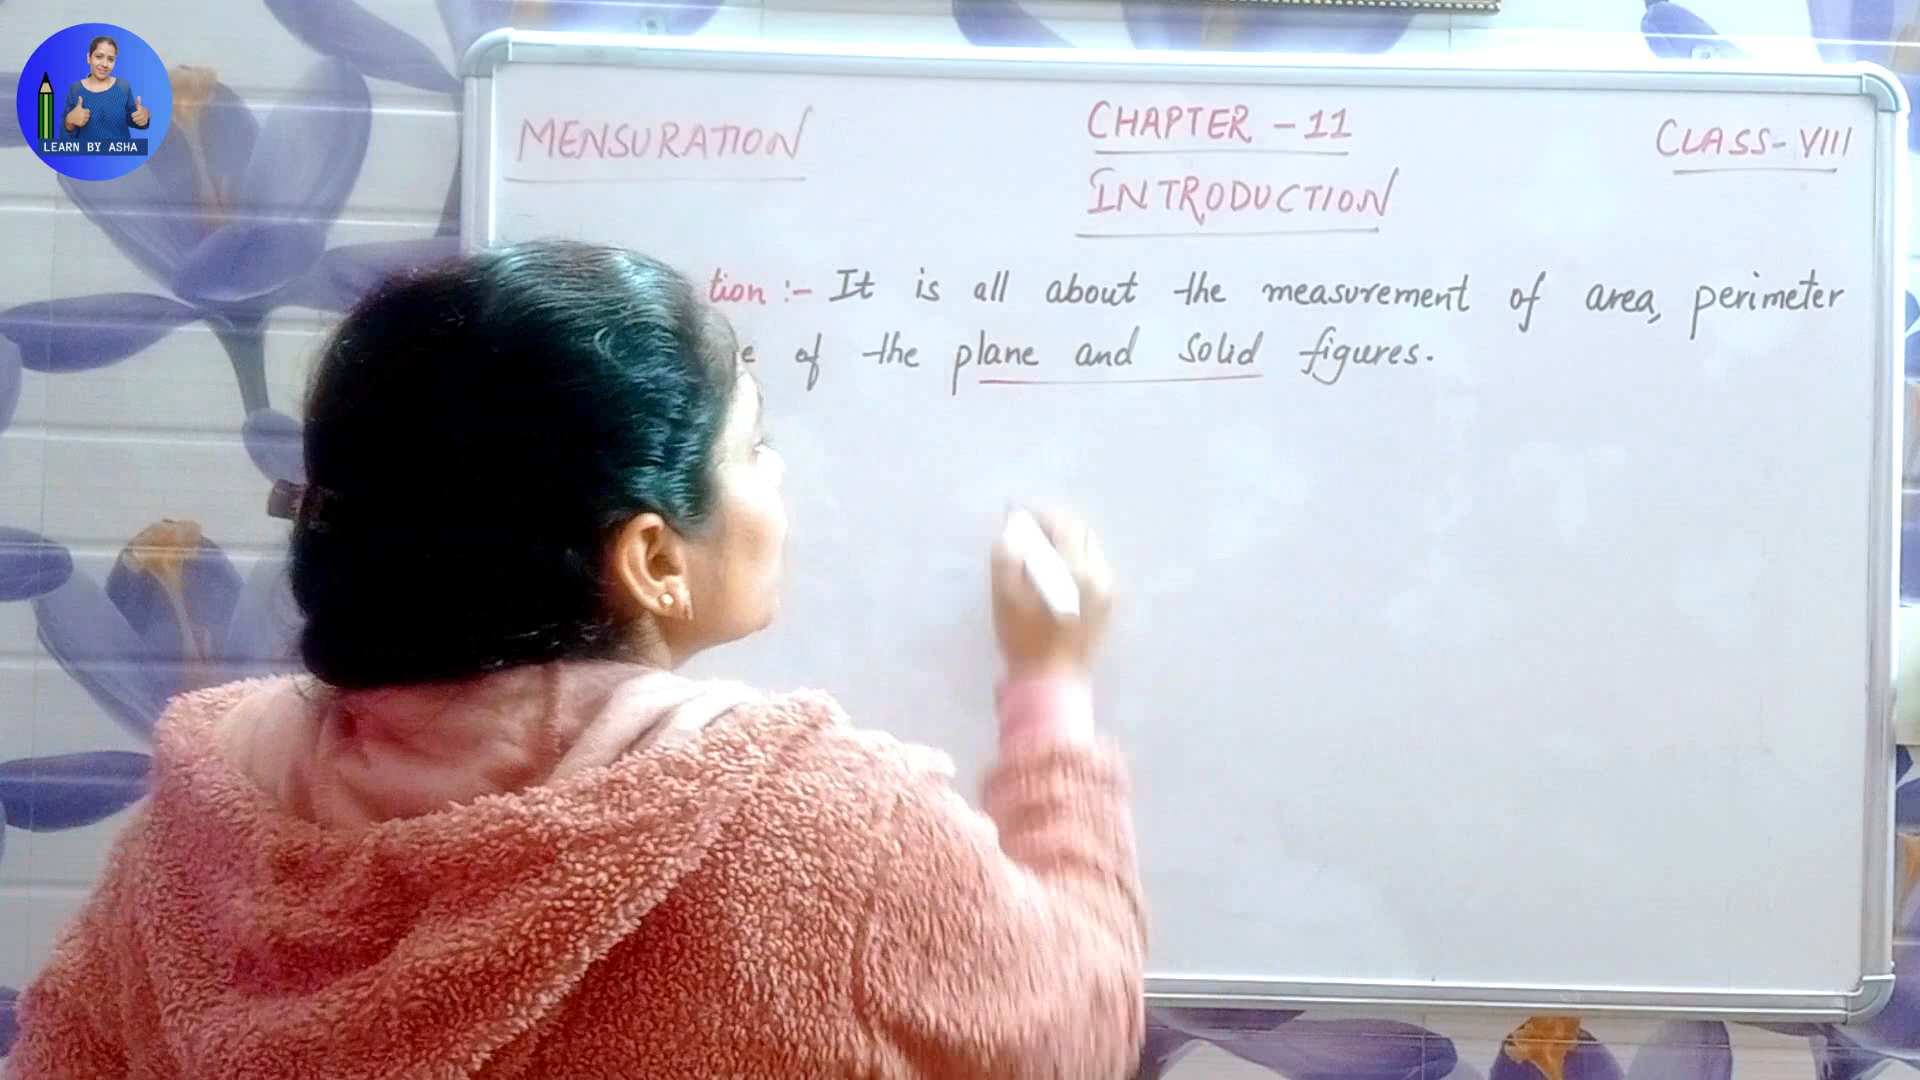 LEARN BY ASHA
MENSURATION
CHAPTER - 11
CLASS - VIII
INTRODUCTION
tion :- It is all about the measurement of area, perimeter
of the plane and solid figures.